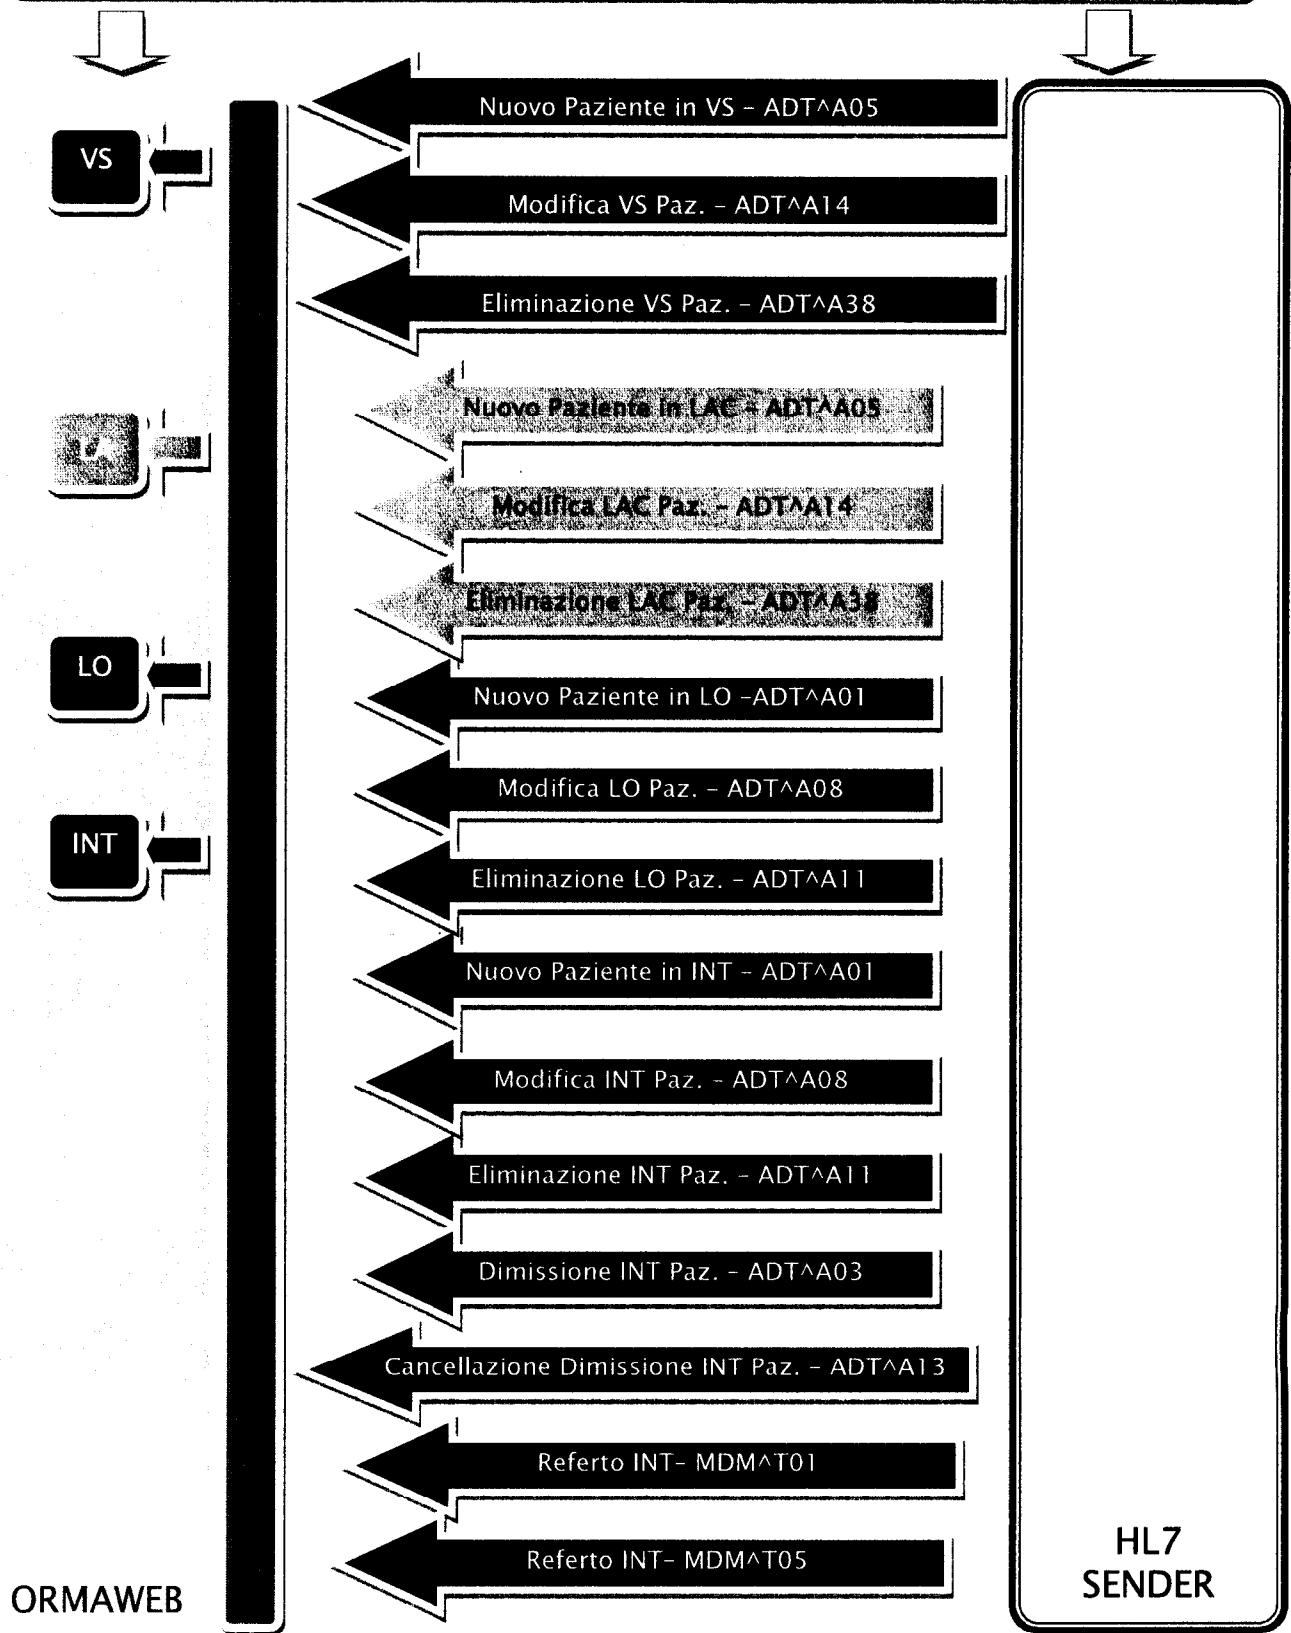 Nuovo Paziente in VS – ADT^A05
VS
Modifica VS Paz. – ADT^A14
Eliminazione VS Paz. – ADT^A38
Nuovo Paziente in LAC – ADT^A05
Modifica LAC Paz. – ADT^A14
Eliminazione LAC Paz. – ADT^A38
LO
Nuovo Paziente in LO –ADT^A01
Modifica LO Paz. – ADT^A08
INT
Eliminazione LO Paz. – ADT^A11
Nuovo Paziente in INT – ADT^A01
Modifica INT Paz. – ADT^A08
Eliminazione INT Paz. – ADT^A11
Dimissione INT Paz. – ADT^A03
Cancellazione Dimissione INT Paz. – ADT^A13
Referto INT– MDM^T01
Referto INT– MDM^T05
HL7
SENDER
ORMAWEB